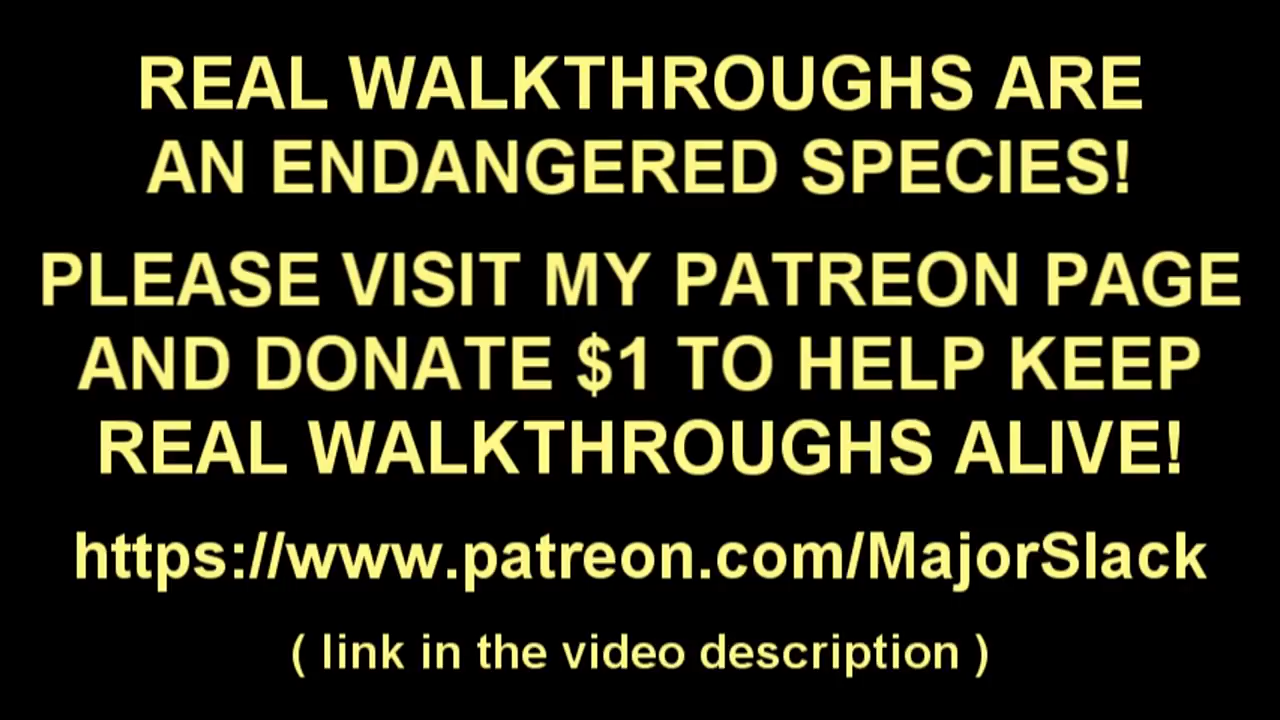 REAL WALKTHROUGHS ARE
AN ENDANGERED SPECIES!
PLEASE VISIT MY PATREON PAGE
AND DONATE $1 TO HELP KEEP
REAL WALKTHROUGHS ALIVE!
https://www.patreon.com/MajorSlack
( link in the video description )